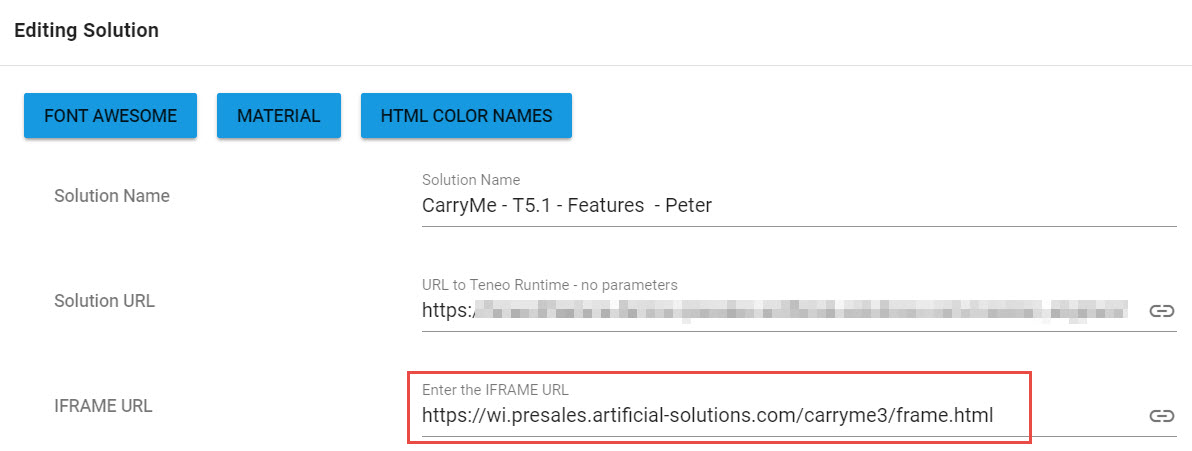 Editing Solution
FONT AWESOME
MATERIAL
HTML COLOR NAMES
Solution Name
Solution Name
CarryMe - T5.1 - Features  - Peter
Solution URL
URL to Teneo Runtime - no parameters
https:/
IFRAME URL
Enter the IFRAME URL
https://wi.presales.artificial-solutions.com/carryme3/frame.html